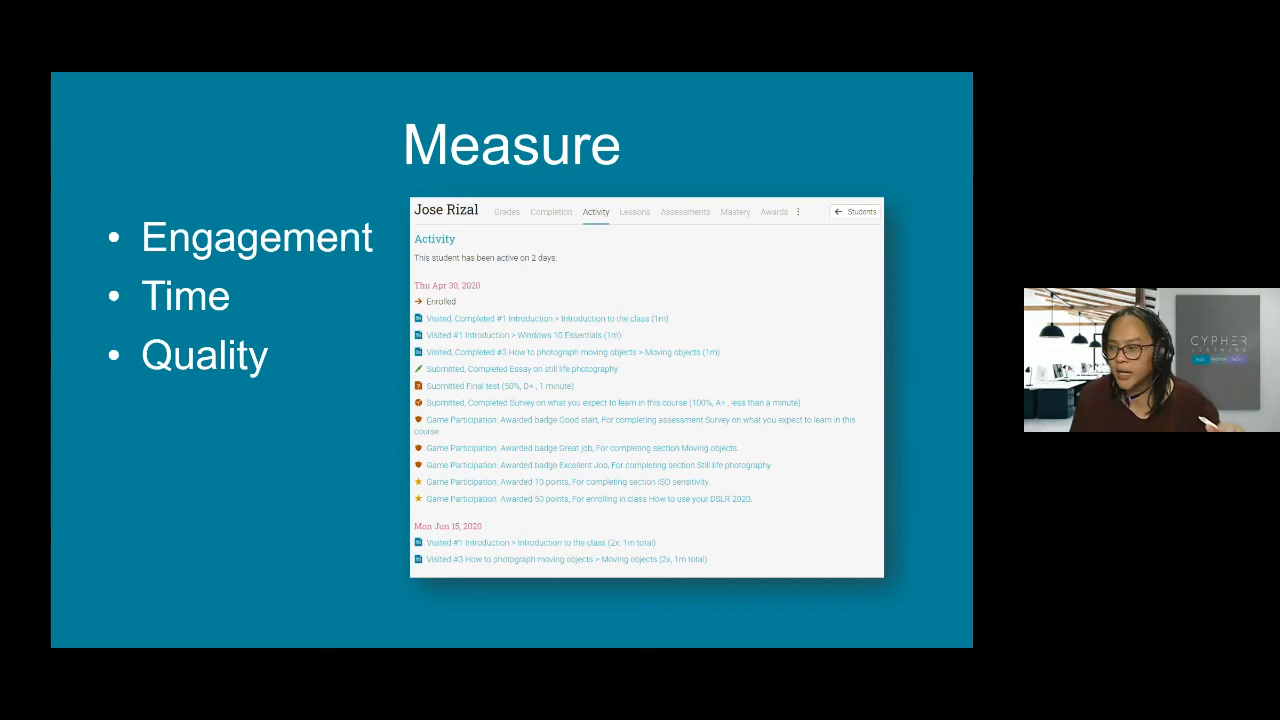 Measure
• Engagement
• Time
• Quality
Jose Rizal Grades Completion Activity Lessons Assessments Mastery Awards Students
Activity
This student has been active on 2 days:
Thu Apr 30, 2020
Enrolled
Visited, Completed #1 Introduction > Introduction to the class (1m)
Visited #1 Introduction > Windows 10 Essentials (1m)
Visited, Completed #3 How to photograph moving objects > Moving objects (1m)
Submitted, Completed Essay on still life photography
Submitted Final test (50%, D+ , 1 minute)
Submitted, Completed Survey on what you expect to learn in this course (100%, A+ , less than a minute)
Game Participation: Awarded badge Good start, For completing assessment Survey on what you expect to learn in this
course.
Game Participation: Awarded badge Great job, For completing section Moving objects.
Game Participation: Awarded badge Excellent Job, For completing section Still life photography.
Game Participation: Awarded 10 points, For completing section ISO sensitivity.
Game Participation: Awarded 50 points, For enrolling in class How to use your DSLR 2020.
Mon Jun 15, 2020
Visited #1 Introduction > Introduction to the class (2x, 1m total)
Visited #3 How to photograph moving objects > Moving objects (2x, 1m total)
CYPHER
LEARNING